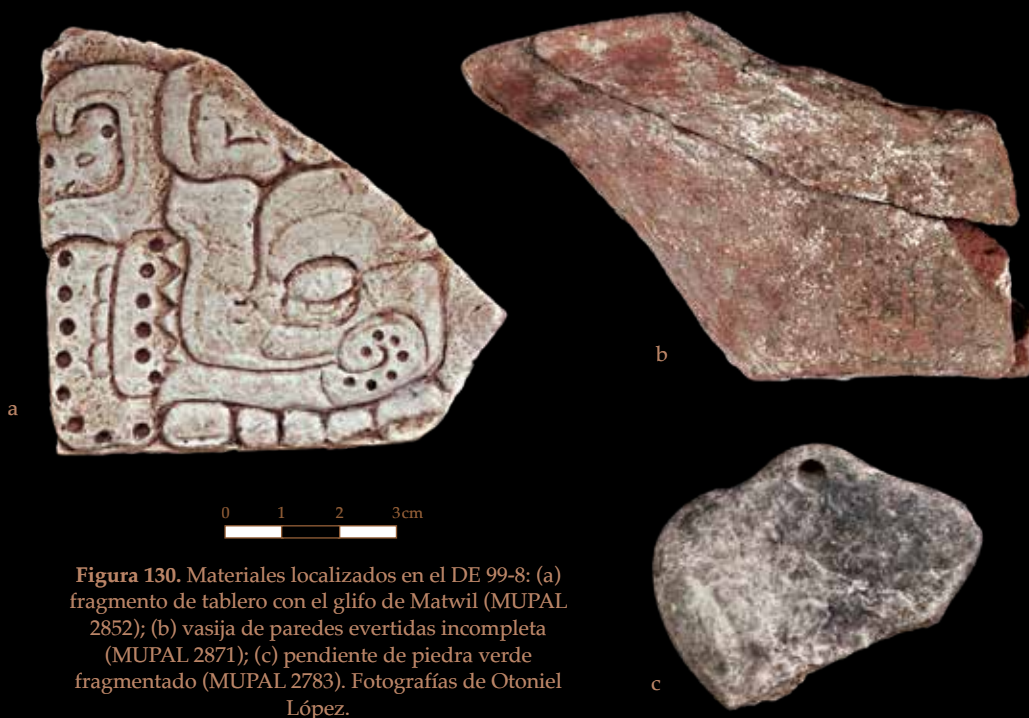 a
b
0 1 2 3cm
Figura 130. Materiales localizados en el DE 99-8: (a)
fragmento de tablero con el glifo de Matwil (MUPAL
2852); (b) vasija de paredes evertidas incompleta
(MUPAL 2871); (c) pendiente de piedra verde
fragmentado (MUPAL 2783). Fotografías de Otoniel
López.
c